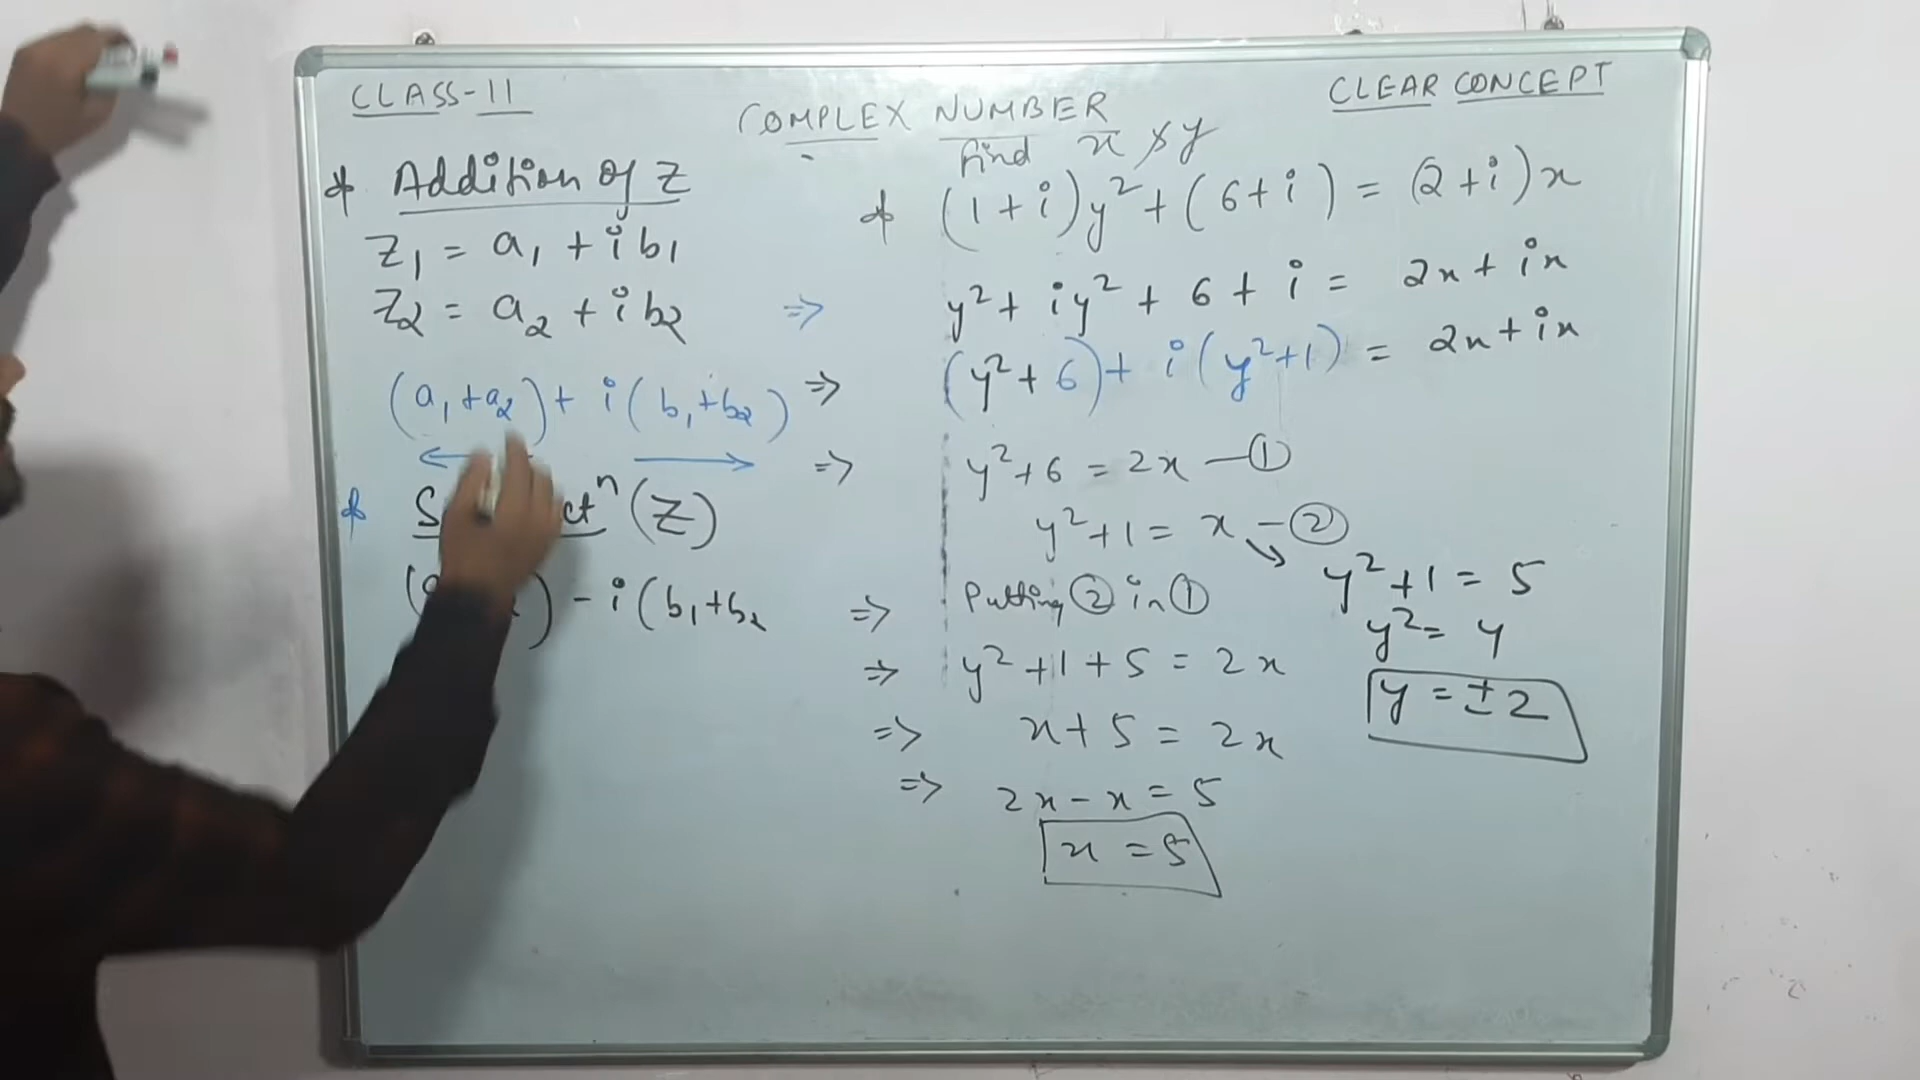 CLASS-11
COMPLEX NUMBER
CLEAR CONCEPT
* Addition of Z
Z₁ = a₁ + i b₁
Z₂ = a₂ + i b₂
(a₁+a₂) + i (b₁+b₂)
(Z)
) - i (b₁+b₂
find x & y
* (1+i)y² + (6+i) = (2+i)x
⇒ y² + iy² + 6 + i = 2x + ix
⇒ (y²+6) + i(y²+1) = 2x + ix
⇒ y²+6 = 2x —①
y²+1 = x —②
⇒ Putting ② in ①
⇒ y²+1+5 = 2x
⇒ x+5 = 2x
⇒ 2x-x = 5
x = 5
y²+1 = 5
y² = 4
y = ±2